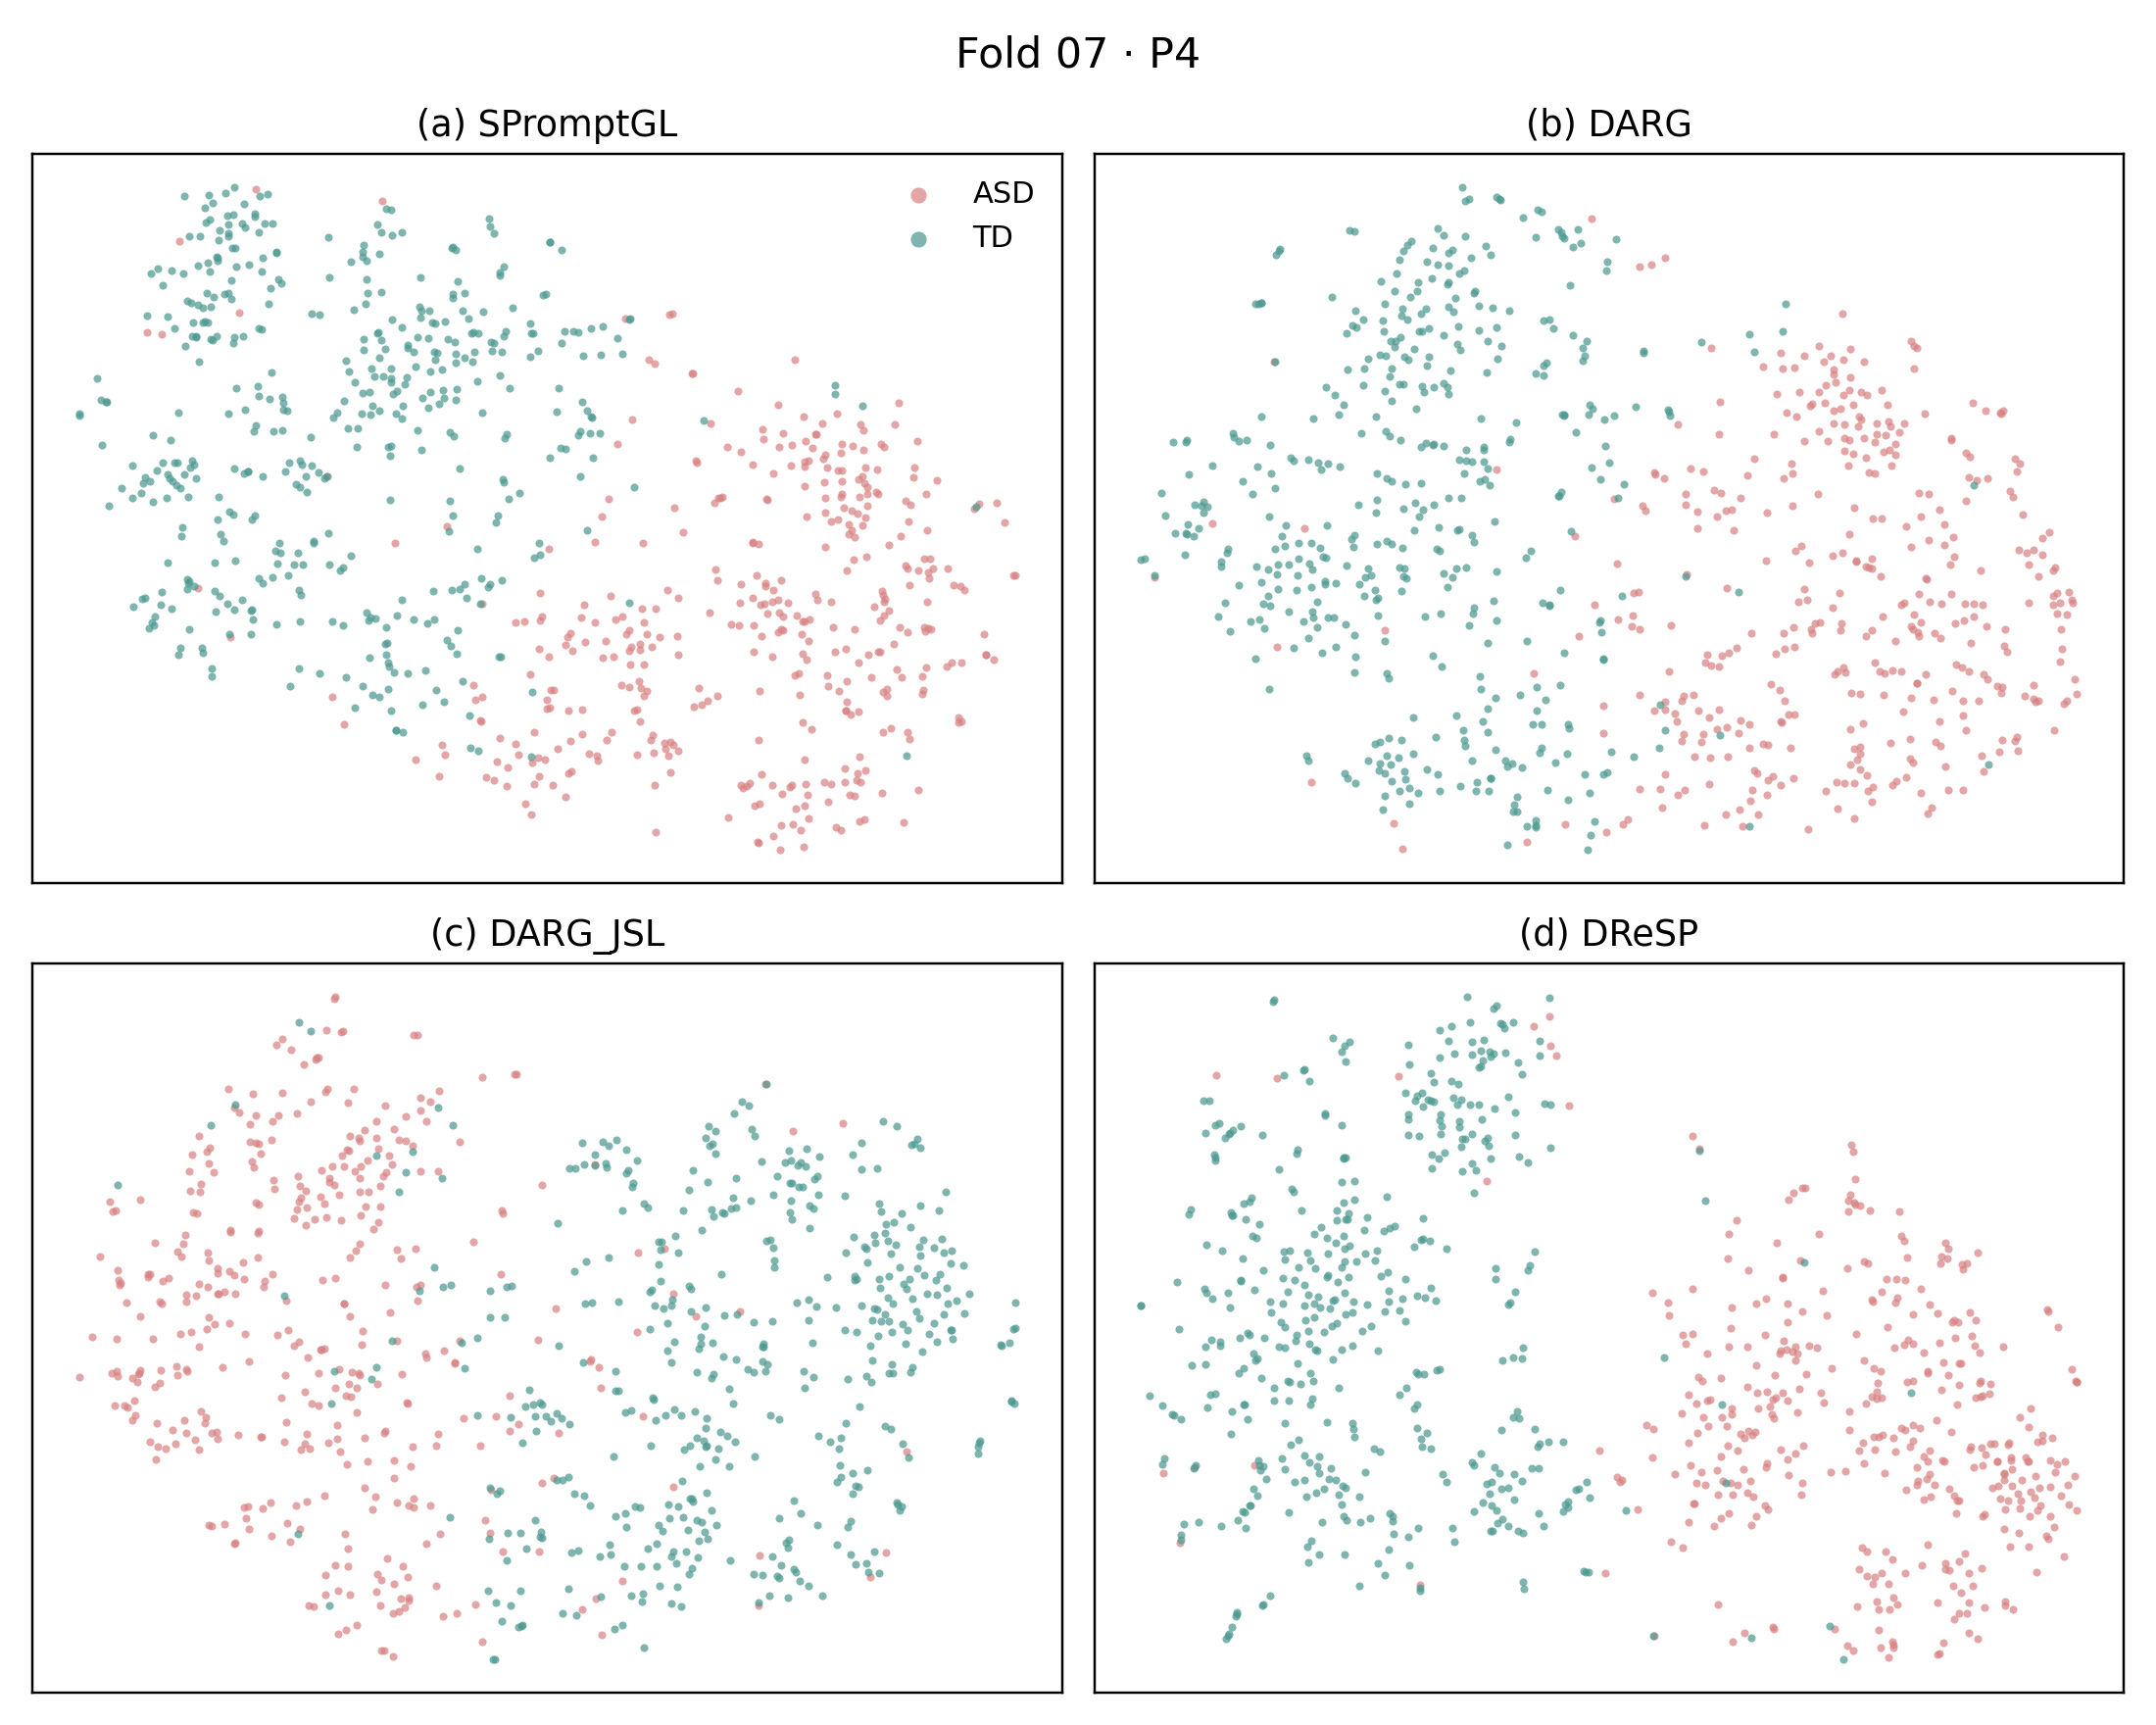 Fold 07 · P4
(a) SPromptGL
(b) DARG
ASD
TD
(c) DARG_JSL
(d) DReSP